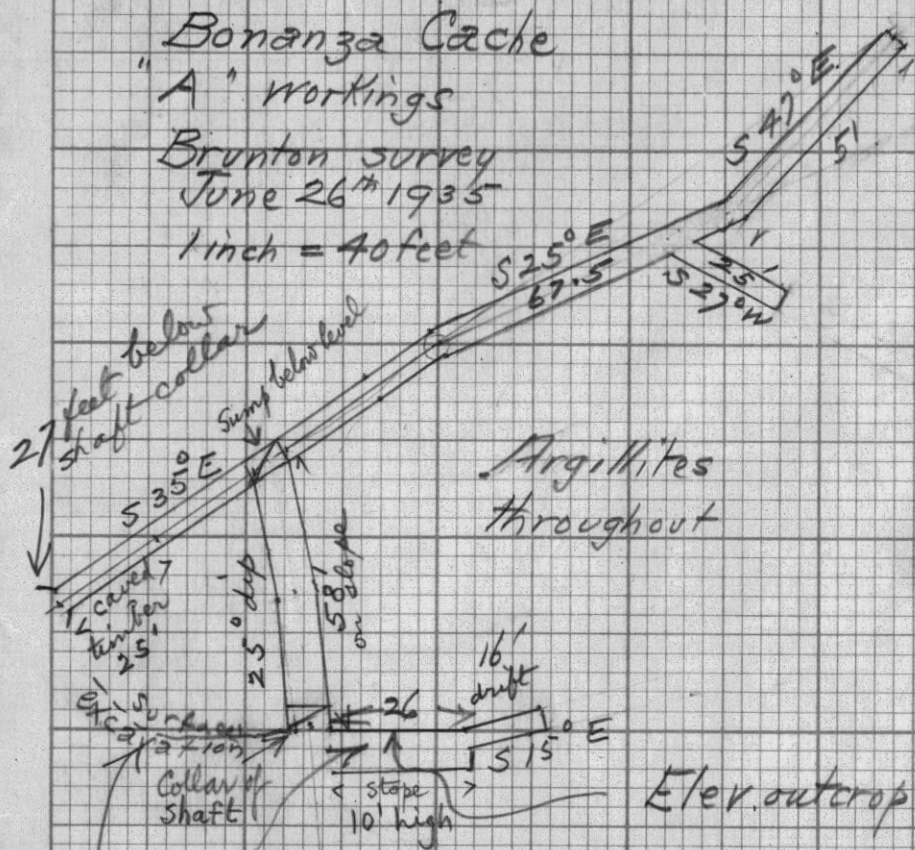 Bonanza Cache
"A" workings
Brunton survey
June 26th 1935
1 inch = 40 feet
S 47° E.
51
S 25° E
67.5
25'
S 27° W
27 feet below
shaft collar
Sump below level
S 35° E
Argillites
throughout
caved
timber
25'
25° dip
58'
on slope
16'
drift
26
S 15° E
Surface
excavation
Collar of
shaft
stope
10' high
Elev. outcrop